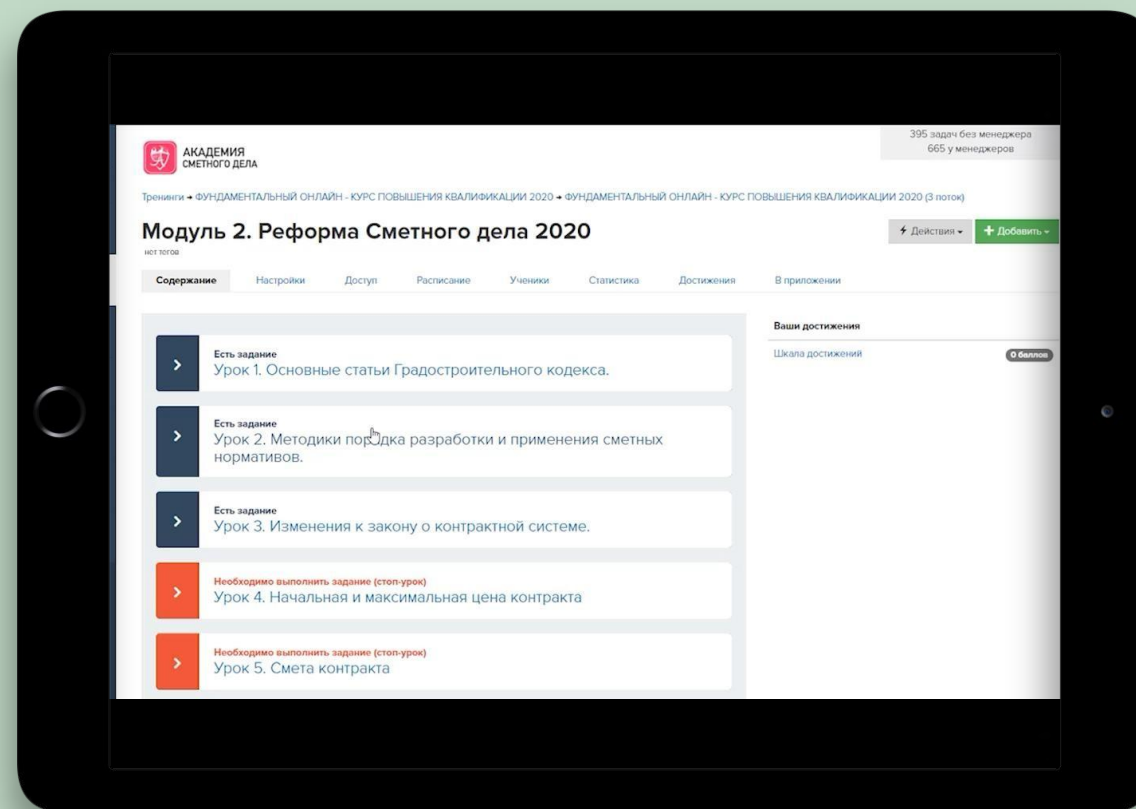 АКАДЕМИЯ
СМЕТНОГО ДЕЛА
395 задач без менеджера
665 у менеджеров
Тренинги → ФУНДАМЕНТАЛЬНЫЙ ОНЛАЙН - КУРС ПОВЫШЕНИЯ КВАЛИФИКАЦИИ 2020 → ФУНДАМЕНТАЛЬНЫЙ ОНЛАЙН - КУРС ПОВЫШЕНИЯ КВАЛИФИКАЦИИ 2020 (3 поток)
Модуль 2. Реформа Сметного дела 2020
нет тегов
Действия
+ Добавить
Содержание Настройки Доступ Расписание Ученики Статистика Достижения В приложении
Есть задание
Урок 1. Основные статьи Градостроительного кодекса.
Есть задание
Урок 2. Методики порядка разработки и применения сметных
нормативов.
Есть задание
Урок 3. Изменения к закону о контрактной системе.
Необходимо выполнить задание (стоп-урок)
Урок 4. Начальная и максимальная цена контракта
Необходимо выполнить задание (стоп-урок)
Урок 5. Смета контракта
Ваши достижения
Шкала достижений 0 баллов